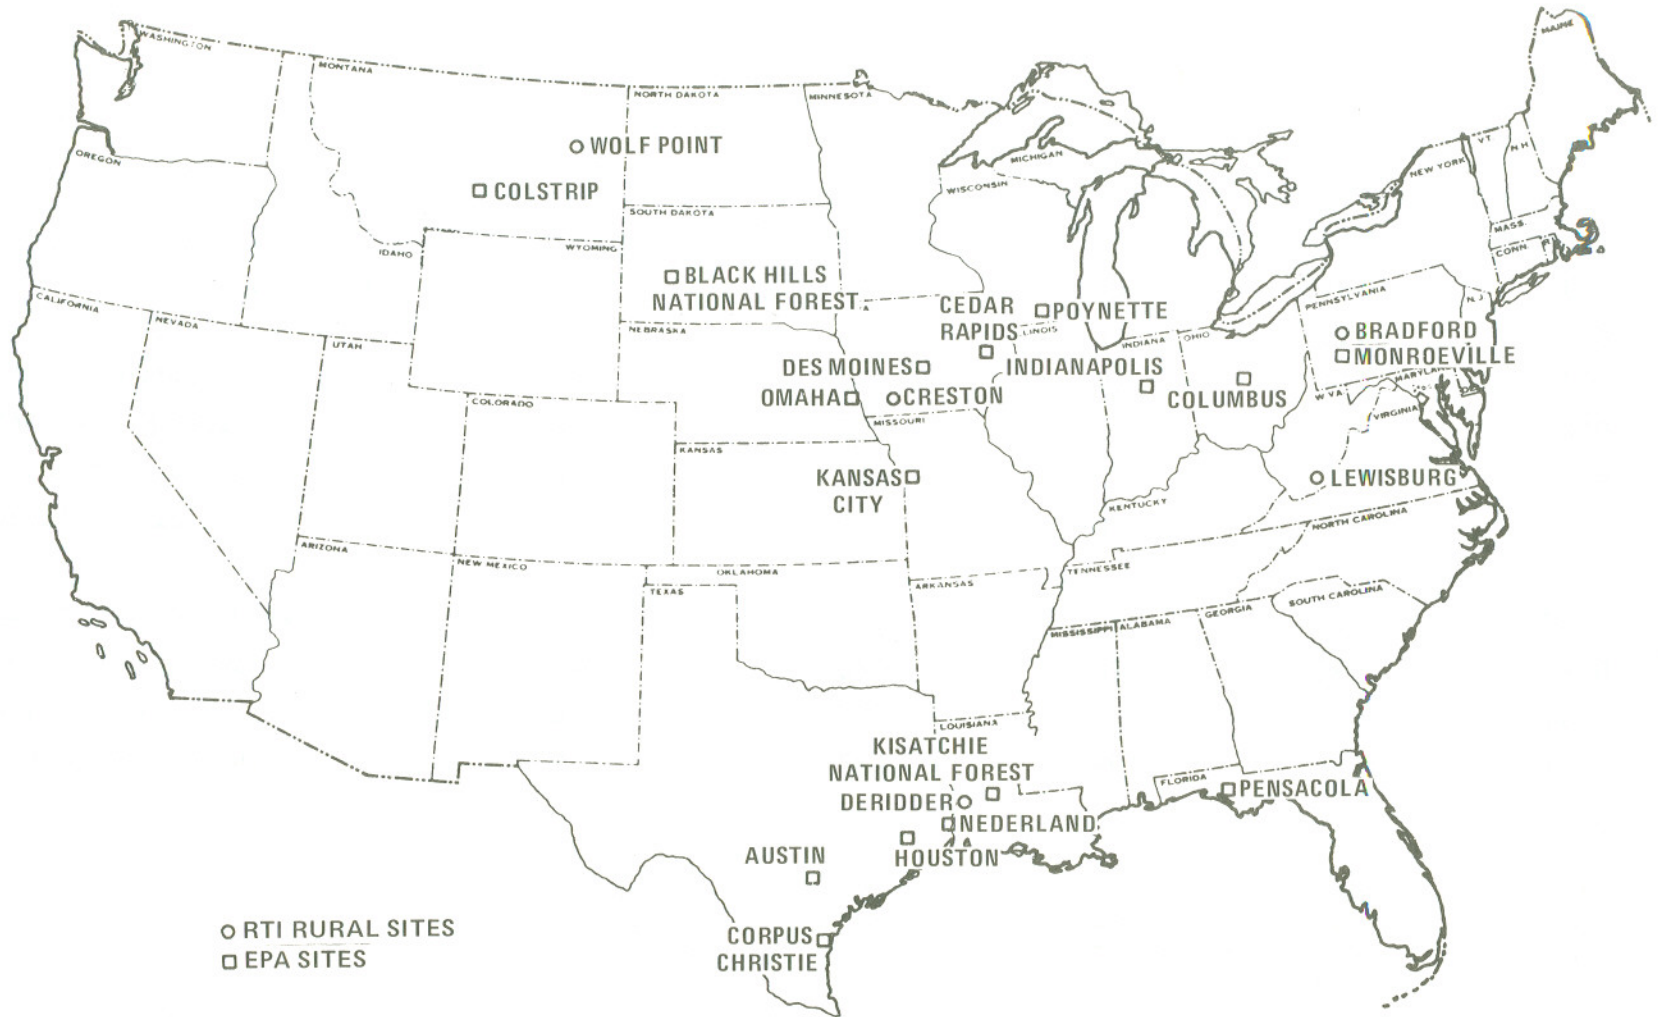 WASHINGTON
MAINE
MONTANA
NORTH DAKOTA
MINNESOTA
WOLF POINT
OREGON
VT.
N H
NEW YORK
MICHIGAN
WISCONSIN
COLSTRIP
SOUTH DAKOTA
MASS.
CONN.
IDAHO
WYOMING
BLACK HILLS
NATIONAL FOREST
CALIFORNIA
NEVADA
UTAH
NEBRASKA
CEDAR
RAPIDS
POYNETTE
PENNSYLVANIA
N.J
INDIANA
OHIO
BRADFORD
MONROEVILLE
DES MOINES
INDIANAPOLIS
MARYLAND
OMAHA
CRESTON
COLUMBUS
W VA
VIRGINIA
COLORADO
MISSOURI
KANSAS
KANSAS
CITY
LEWISBURG
KENTUCKY
NORTH CAROLINA
ARIZONA
NEW MEXICO
OKLAHOMA
TENNESSEE
TEXAS
ARKANSAS
SOUTH CAROLINA
GEORGIA
MISSISSIPPI
ALABAMA
LOUISIANA
KISATCHIE
NATIONAL FOREST
DERIDDER
FLORIDA
PENSACOLA
NEDERLAND
HOUSTON
AUSTIN
CORPUS
CHRISTIE
RTI RURAL SITES
EPA SITES